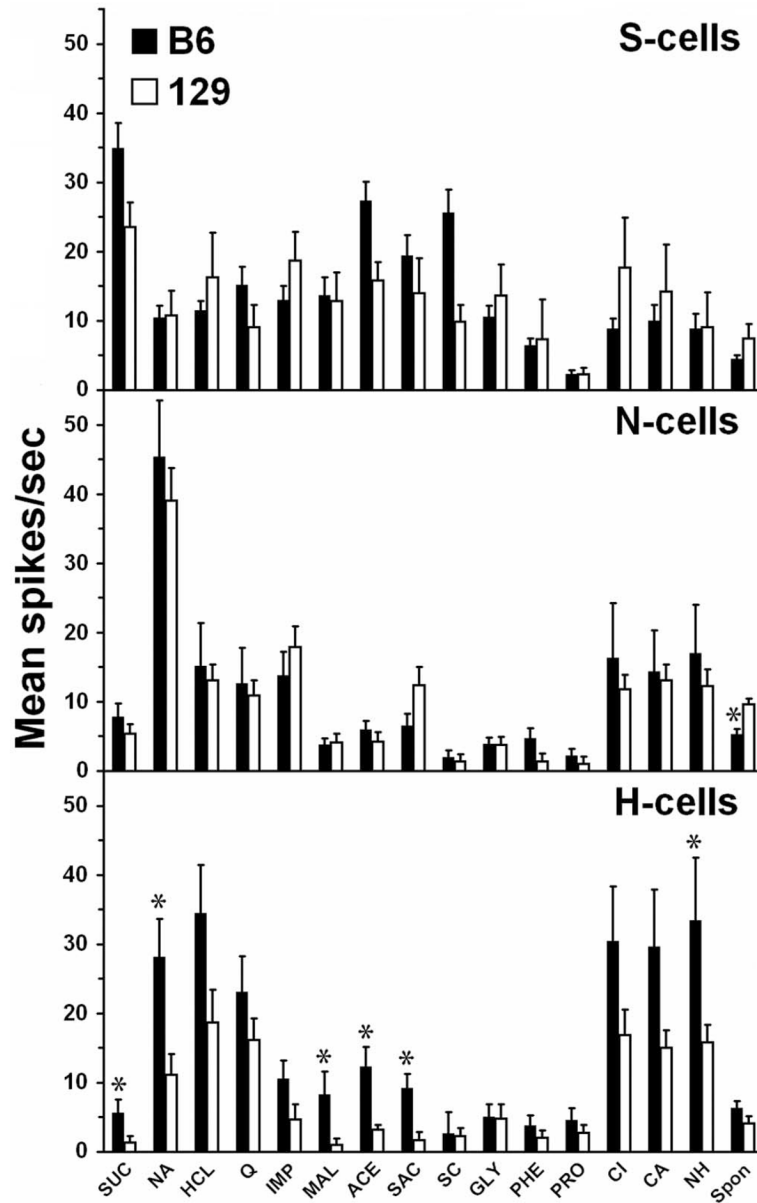 B6
129
S-cells
50
40
30
20
10
0
N-cells
50
40
30
20
10
0
H-cells
50
40
30
20
10
0
Mean spikes/sec
*
* * * * * *
SUC NA HCL Q IMP MAL ACE SAC SC GLY PHE PRO CI CA NH Spon